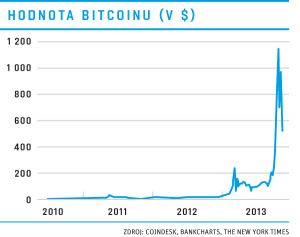 HODNOTA BITCOINU (V $)
1 200
1 000
800
600
400
200
0
2010 2011 2012 2013
ZDROJ: COINDESK, BANKCHARTS, THE NEW YORK TIMES